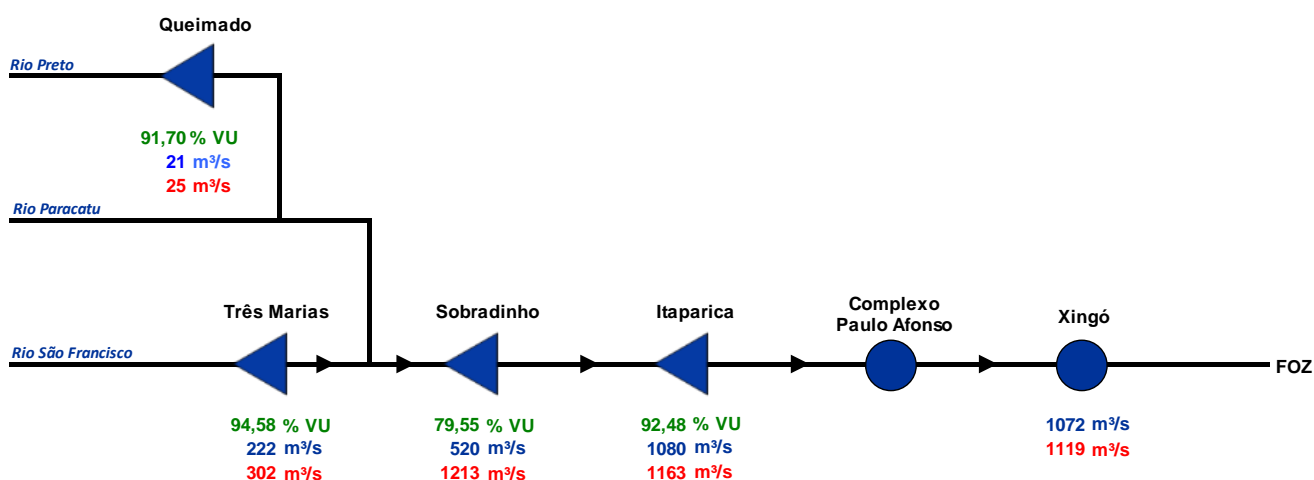 Queimado
Rio Preto
91,70 % VU
21 m³/s
25 m³/s
Rio Paracatu
Três Marias
Sobradinho
Itaparica
Complexo
Paulo Afonso
Xingó
Rio São Francisco
FOZ
94,58 % VU
222 m³/s
302 m³/s
79,55 % VU
520 m³/s
1213 m³/s
92,48 % VU
1080 m³/s
1163 m³/s
1072 m³/s
1119 m³/s